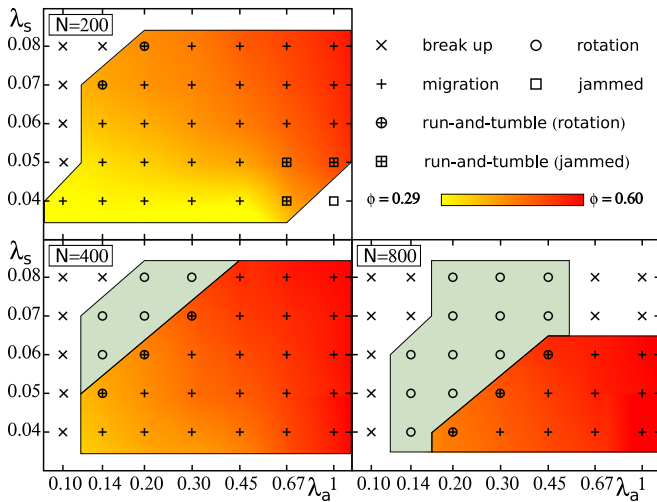 λs N=200
0.08
0.07
0.06
0.05
0.04
break up
rotation
migration
jammed
run-and-tumble (rotation)
run-and-tumble (jammed)
ϕ = 0.29
ϕ = 0.60
λs N=400
0.08
0.07
0.06
0.05
0.04
N=800
0.10 0.14 0.20 0.30 0.45 0.67 λa 1
0.10 0.14 0.20 0.30 0.45 0.67 λa 1